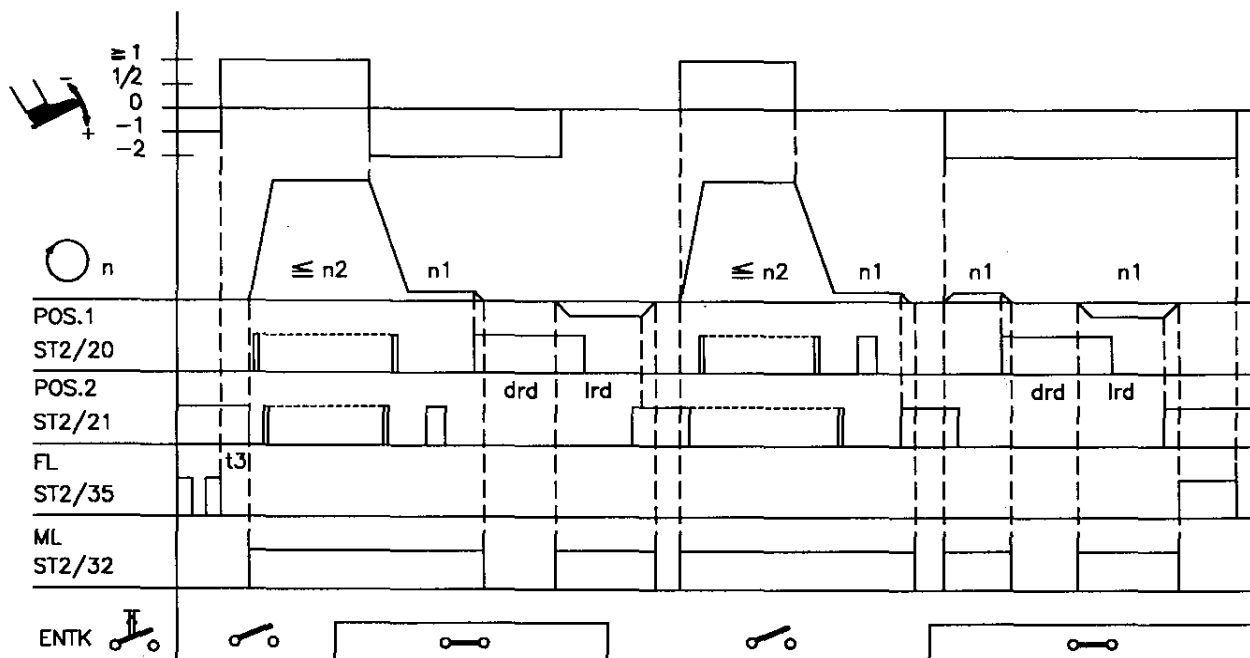 ≧ 1
1/2
0
−1
−2
−
+
n
≦ n2
n1
≦ n2
n1
n1
n1
POS.1
ST2/20
POS.2
drd
lrd
drd
lrd
ST2/21
FL
t3
ST2/35
ML
ST2/32
ENTK